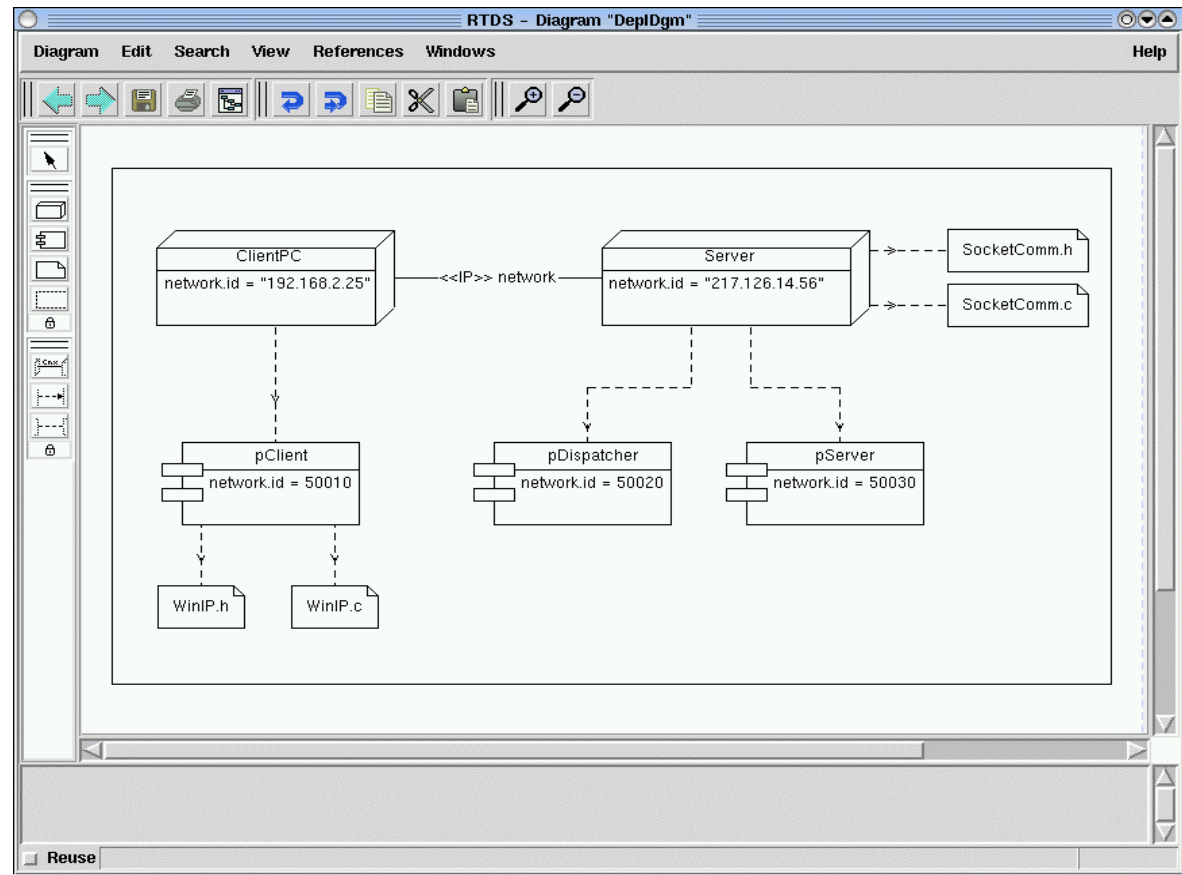 RTDS - Diagram "DeplDgm"
Diagram Edit Search View References Windows Help
Cnx
ClientPC
network.id = "192.168.2.25"
<<IP>> network
Server
network.id = "217.126.14.56"
SocketComm.h
SocketComm.c
pClient
network.id = 50010
pDispatcher
network.id = 50020
pServer
network.id = 50030
WinIP.h
WinIP.c
Reuse